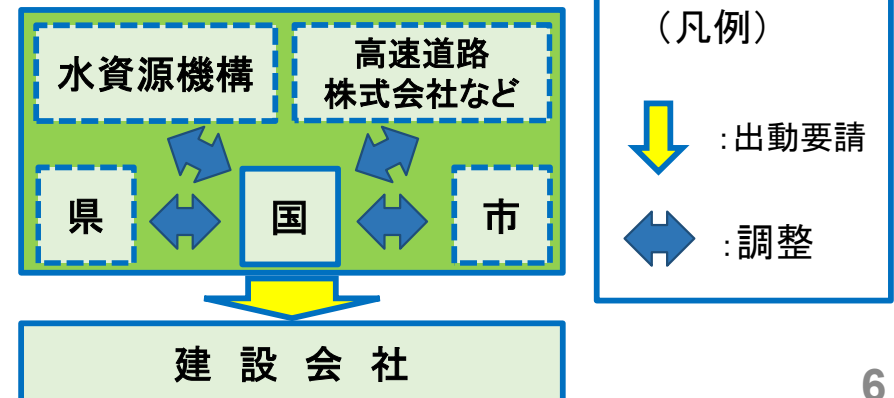 水資源機構
高速道路
株式会社など
県
国
市
建設会社
（凡例）
:出動要請
:調整
6